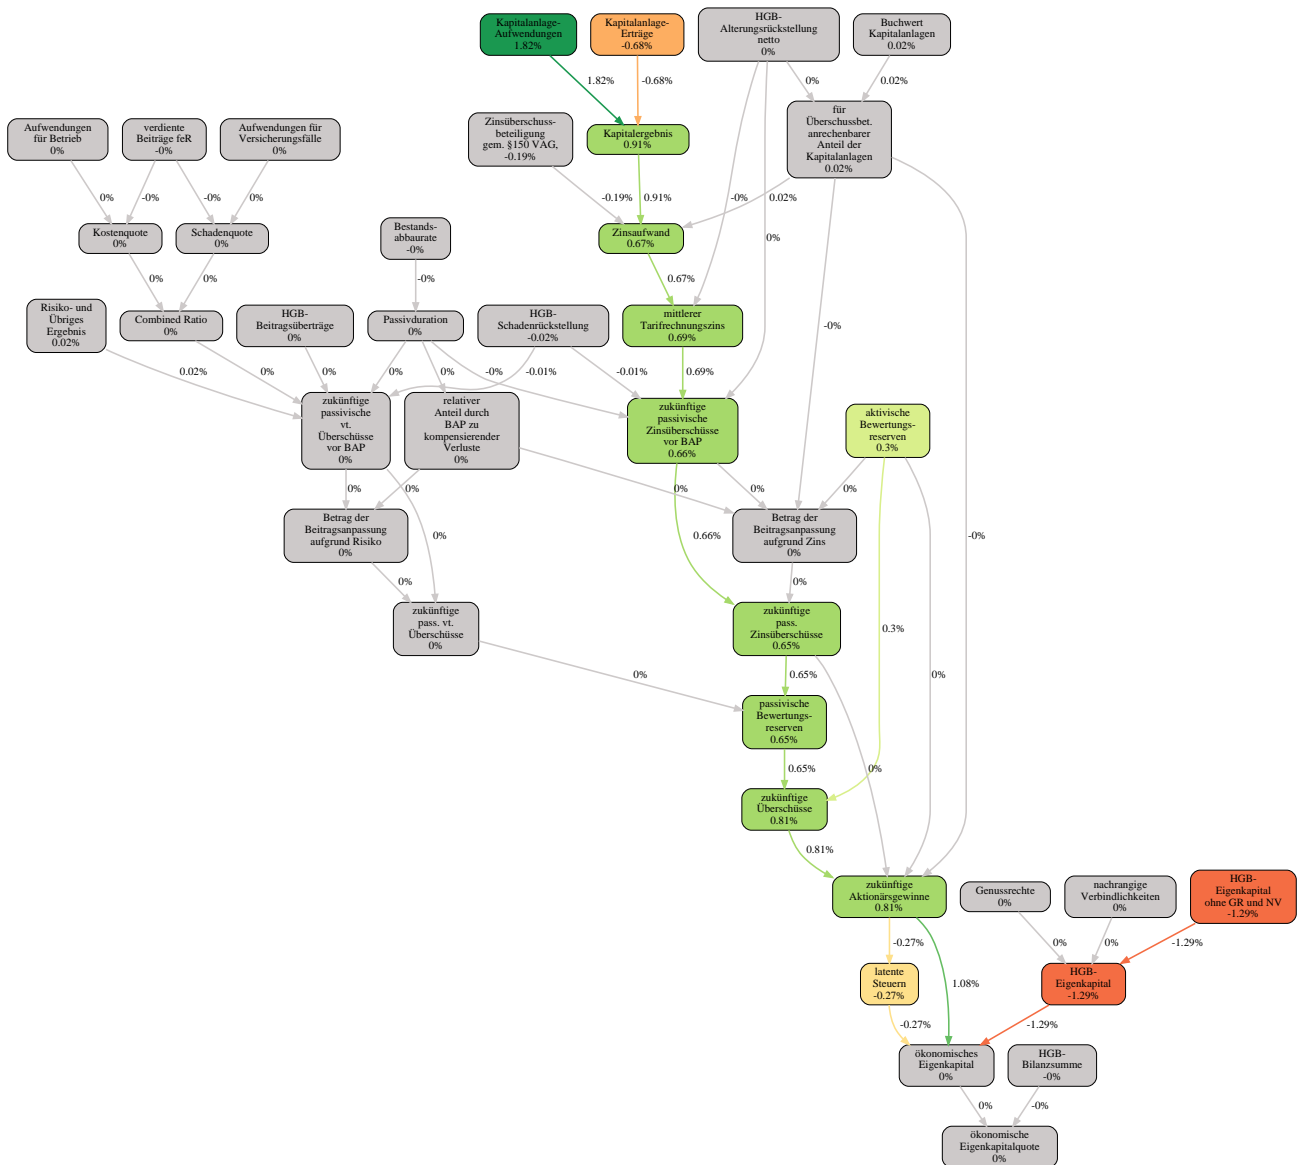 Kapitalanlage-
Aufwendungen
1.82%
Kapitalanlage-
Erträge
-0.68%
HGB-
Alterungsrückstellung
netto
0%
Buchwert
Kapitalanlagen
0.02%
1.82%
-0.68%
0%
0.02%
Aufwendungen
für Betrieb
0%
verdiente
Beiträge feR
-0%
Aufwendungen für
Versicherungsfälle
0%
Zinsüberschuss-
beteiligung
gem. §150 VAG,
-0.19%
Kapitalergebnis
0.91%
für
Überschussbet.
anrechenbarer
Anteil der
Kapitalanlagen
0.02%
0%
-0%
-0%
0%
-0.19%
0.91%
-0%
0.02%
Kostenquote
0%
Schadenquote
0%
Bestands-
abbaurate
-0%
Zinsaufwand
0.67%
0%
0%
0%
-0%
0.67%
Risiko- und
Übriges
Ergebnis
0.02%
Combined Ratio
0%
HGB-
Beitragsüberträge
0%
Passivduration
0%
HGB-
Schadenrückstellung
-0.02%
mittlerer
Tarifrechnungszins
0.69%
-0%
0.02%
0%
0%
0%
0%
-0%
-0.01%
-0.01%
0.69%
zukünftige
passivische
vt.
Überschüsse
vor BAP
0%
relativer
Anteil durch
BAP zu
kompensierender
Verluste
0%
zukünftige
passivische
Zinsüberschüsse
vor BAP
0.66%
aktivische
Bewertungs-
reserven
0.3%
0%
0%
0%
0%
0%
Betrag der
Beitragsanpassung
aufgrund Risiko
0%
0%
0.66%
Betrag der
Beitragsanpassung
aufgrund Zins
0%
-0%
0%
0%
zukünftige
pass. vt.
Überschüsse
0%
zukünftige
pass.
Zinsüberschüsse
0.65%
0.3%
0%
0.65%
0%
passivische
Bewertungs-
reserven
0.65%
0.65%
0%
zukünftige
Überschüsse
0.81%
0.81%
zukünftige
Aktionärsgewinne
0.81%
Genussrechte
0%
nachrangige
Verbindlichkeiten
0%
HGB-
Eigenkapital
ohne GR und NV
-1.29%
-0.27%
0%
0%
-1.29%
latente
Steuern
-0.27%
1.08%
HGB-
Eigenkapital
-1.29%
-0.27%
-1.29%
ökonomisches
Eigenkapital
0%
HGB-
Bilanzsumme
-0%
0%
-0%
ökonomische
Eigenkapitalquote
0%